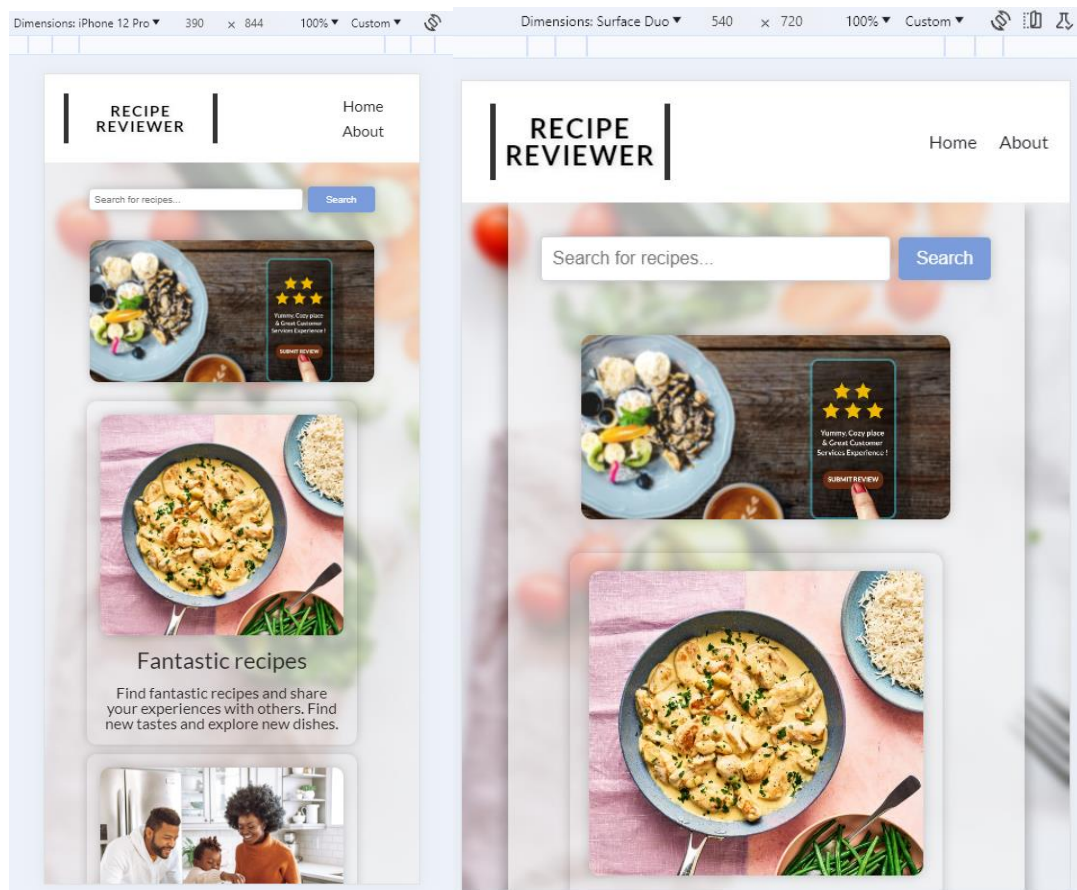 Dimensions: iPhone 12 Pro ▼ 390 × 844 100% ▼ Custom ▼
RECIPE
REVIEWER
Home
About
Search for recipes...
Search
Yummy, Cozy place
& Great Customer
Services Experience !
SUBMIT REVIEW
Fantastic recipes
Find fantastic recipes and share
your experiences with others. Find
new tastes and explore new dishes.
Dimensions: Surface Duo ▼ 540 × 720 100% ▼ Custom ▼
RECIPE
REVIEWER
Home About
Search for recipes...
Search
Yummy, Cozy place
& Great Customer
Services Experience !
SUBMIT REVIEW